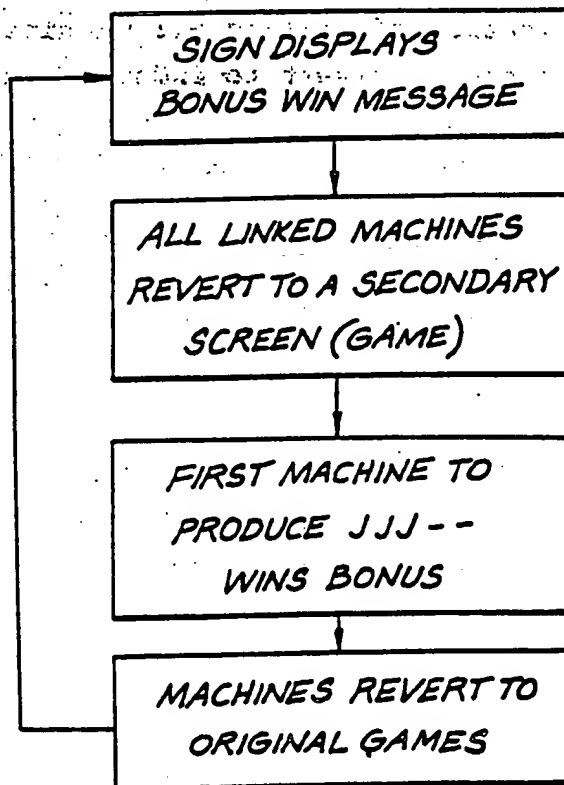 SIGN DISPLAYS
BONUS WIN MESSAGE
ALL LINKED MACHINES
REVERT TO A SECONDARY
SCREEN (GAME)
FIRST MACHINE TO
PRODUCE JJJ--
WINS BONUS
MACHINES REVERT TO
ORIGINAL GAMES